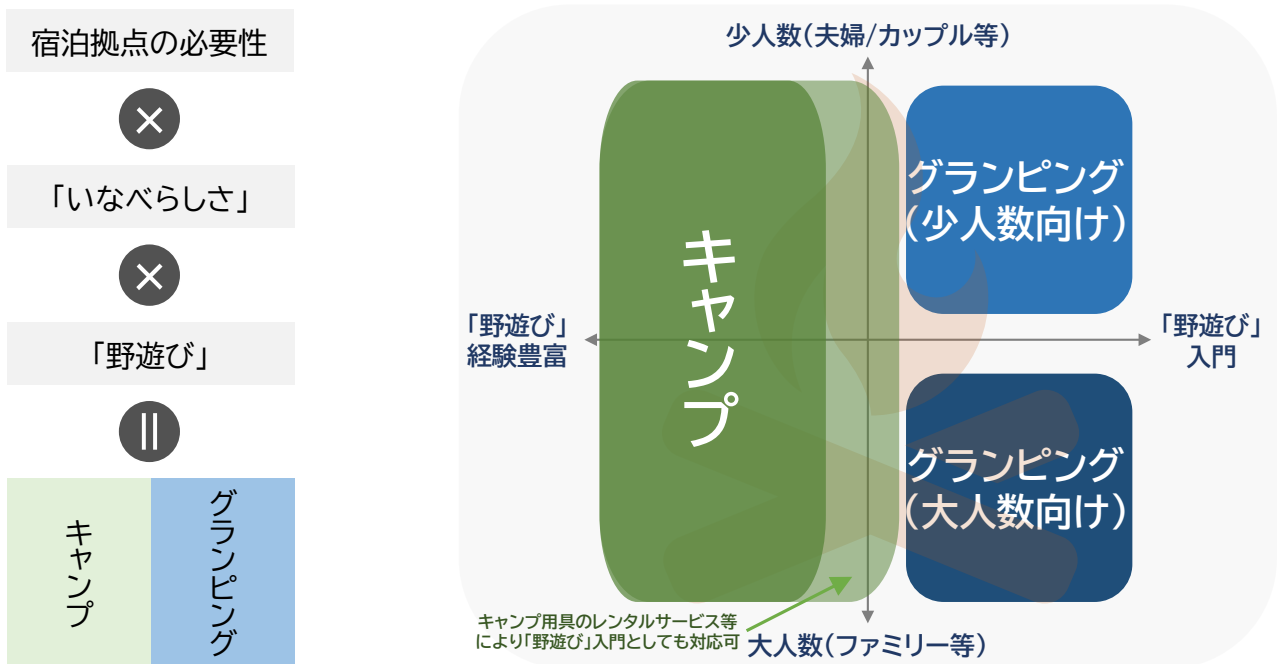 宿泊拠点の必要性
×
「いなべらしさ」
×
「野遊び」
||
キャンプ
グランピング
少人数(夫婦/カップル等)
グランピング
(少人数向け)
キャンプ
「野遊び」
経験豊富
「野遊び」
入門
グランピング
(大人数向け)
キャンプ用具のレンタルサービス等
により「野遊び」入門としても対応可
大人数(ファミリー等)